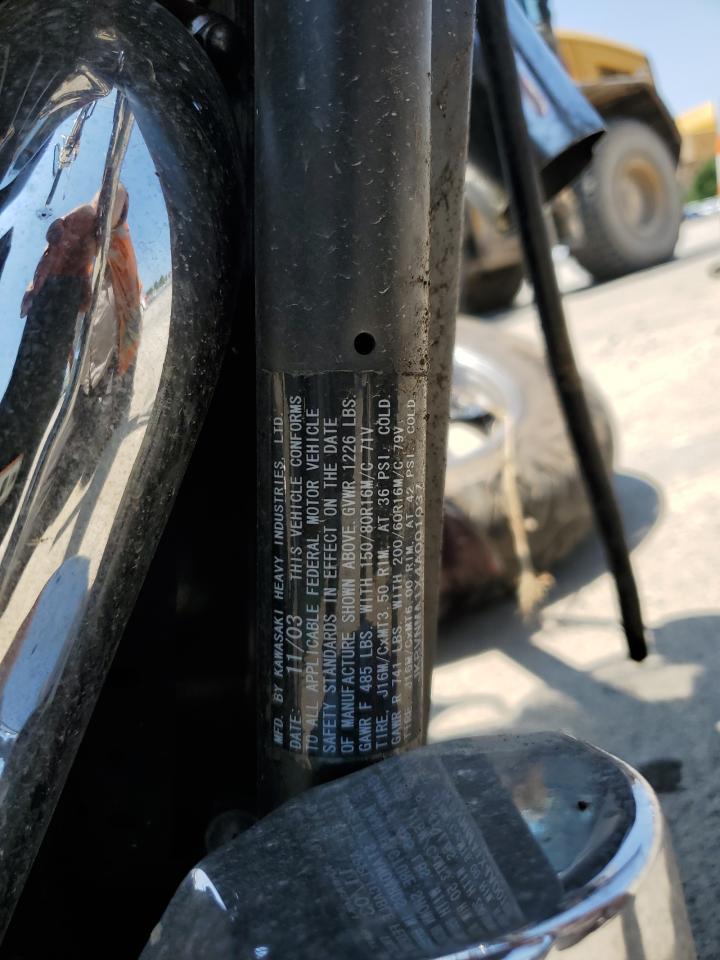 MFD. BY KAWASAKI HEAVY INDUSTRIES, LTD.
DATE: 11/03 THIS VEHICLE CONFORMS
TO ALL APPLICABLE FEDERAL MOTOR VEHICLE
SAFETY STANDARDS IN EFFECT ON THE DATE
OF MANUFACTURE SHOWN ABOVE. GVWR 1226 LBS.
GAWR F 485 LBS. WITH 150/80R16M/C 71V
TIRE, J16M/CxMT3.50 RIM, AT 36 PSI. COLD.
GAWR R 741 LBS. WITH 200/60R16M/C 79V
TIRE, J16M/CxMT6.00 RIM, AT 42 PSI. COLD